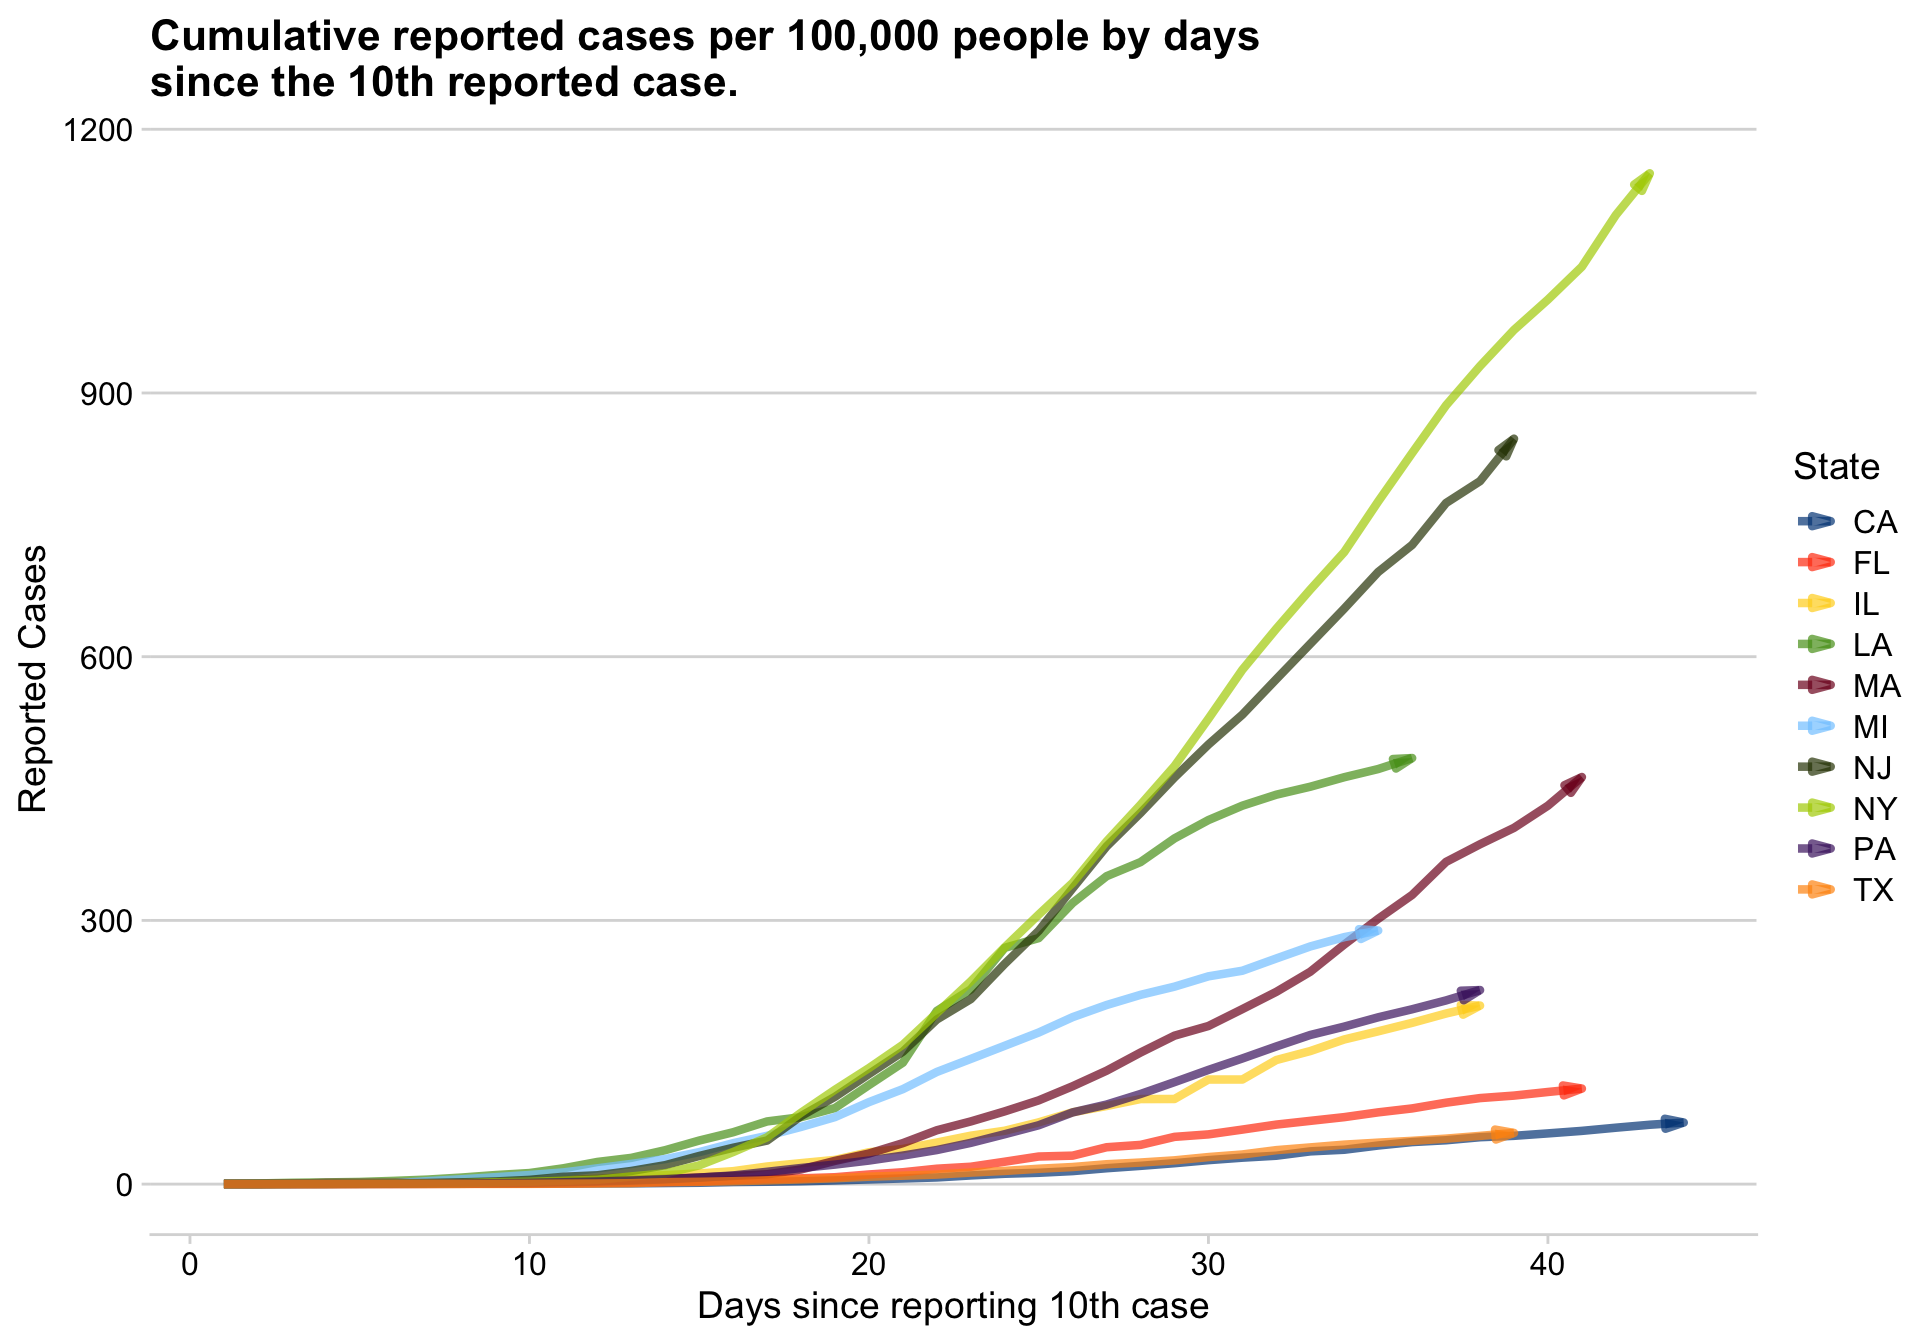 Cumulative reported cases per 100,000 people by days
since the 10th reported case.
1200
900
600
300
0
Reported Cases
0 10 20 30 40
Days since reporting 10th case
State
CA
FL
IL
LA
MA
MI
NJ
NY
PA
TX